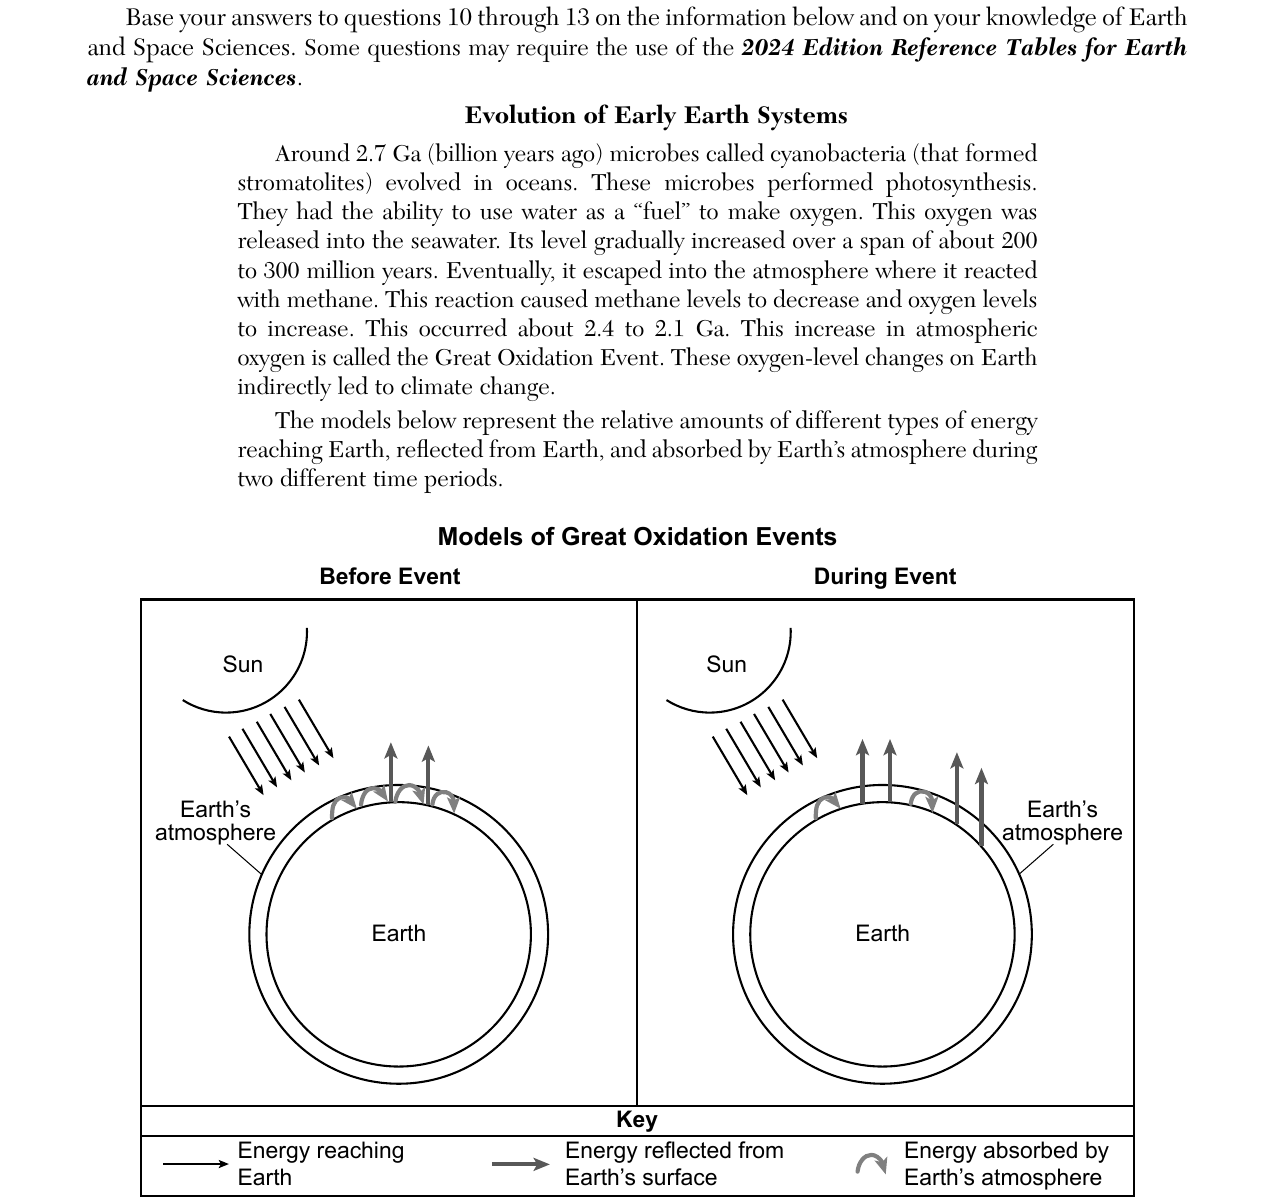 Base your answers to questions 10 through 13 on the information below and on your knowledge of Earth
and Space Sciences. Some questions may require the use of the 2024 Edition Reference Tables for Earth
and Space Sciences.
Evolution of Early Earth Systems
Around 2.7 Ga (billion years ago) microbes called cyanobacteria (that formed
stromatolites) evolved in oceans. These microbes performed photosynthesis.
They had the ability to use water as a “fuel” to make oxygen. This oxygen was
released into the seawater. Its level gradually increased over a span of about 200
to 300 million years. Eventually, it escaped into the atmosphere where it reacted
with methane. This reaction caused methane levels to decrease and oxygen levels
to increase. This occurred about 2.4 to 2.1 Ga. This increase in atmospheric
oxygen is called the Great Oxidation Event. These oxygen-level changes on Earth
indirectly led to climate change.
The models below represent the relative amounts of different types of energy
reaching Earth, reflected from Earth, and absorbed by Earth’s atmosphere during
two different time periods.
Models of Great Oxidation Events
Before Event
Sun
Earth’s
atmosphere
Earth
During Event
Sun
Earth’s
atmosphere
Earth
Key
Energy reaching
Earth
Energy reflected from
Earth’s surface
Energy absorbed by
Earth’s atmosphere